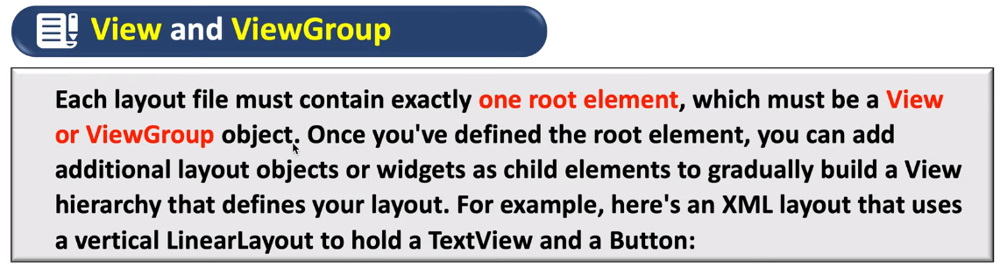 View and ViewGroup
Each layout file must contain exactly one root element, which must be a View
or ViewGroup object. Once you've defined the root element, you can add
additional layout objects or widgets as child elements to gradually build a View
hierarchy that defines your layout. For example, here's an XML layout that uses
a vertical LinearLayout to hold a TextView and a Button: